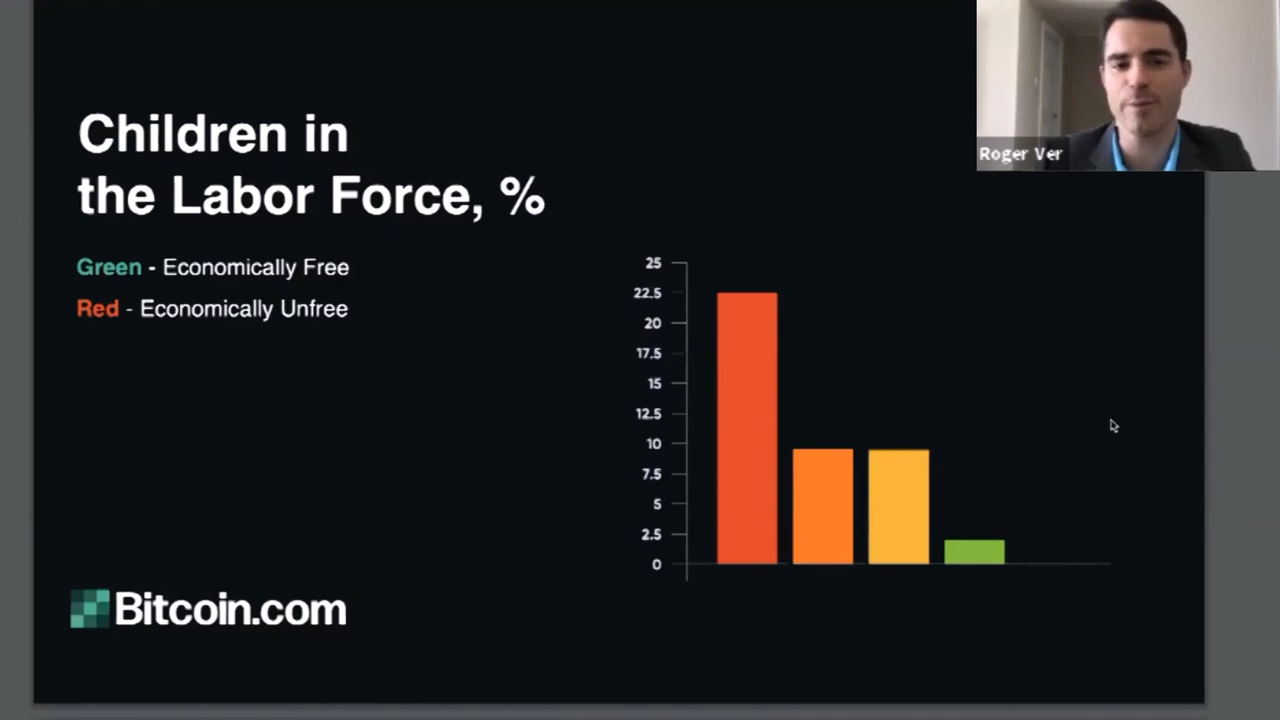 Children in
the Labor Force, %
Green - Economically Free
Red - Economically Unfree
25
22.5
20
17.5
15
12.5
10
7.5
5
2.5
0
Bitcoin.com
Roger Ver